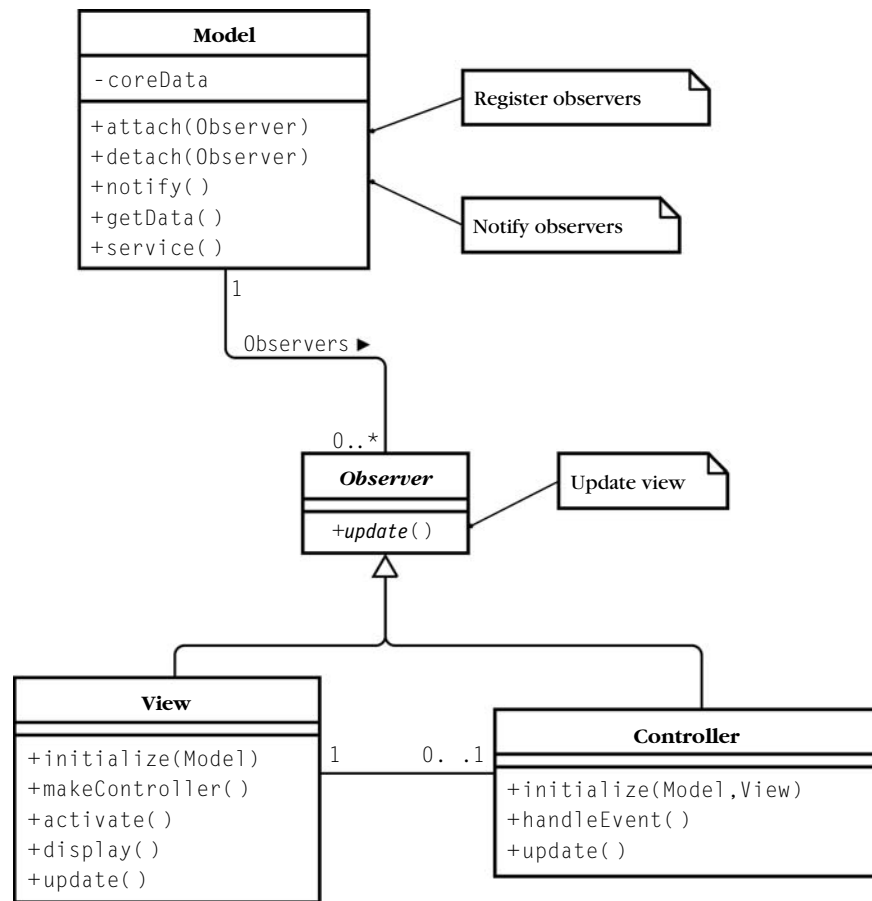 Model
-coreData
+attach(Observer)
+detach(Observer)
+notify()
+getData()
+service()
Register observers
Notify observers
1
Observers ►
0..*
Observer
+update()
Update view
View
+initialize(Model)
+makeController()
+activate()
+display()
+update()
1
0. .1
Controller
+initialize(Model,View)
+handleEvent()
+update()